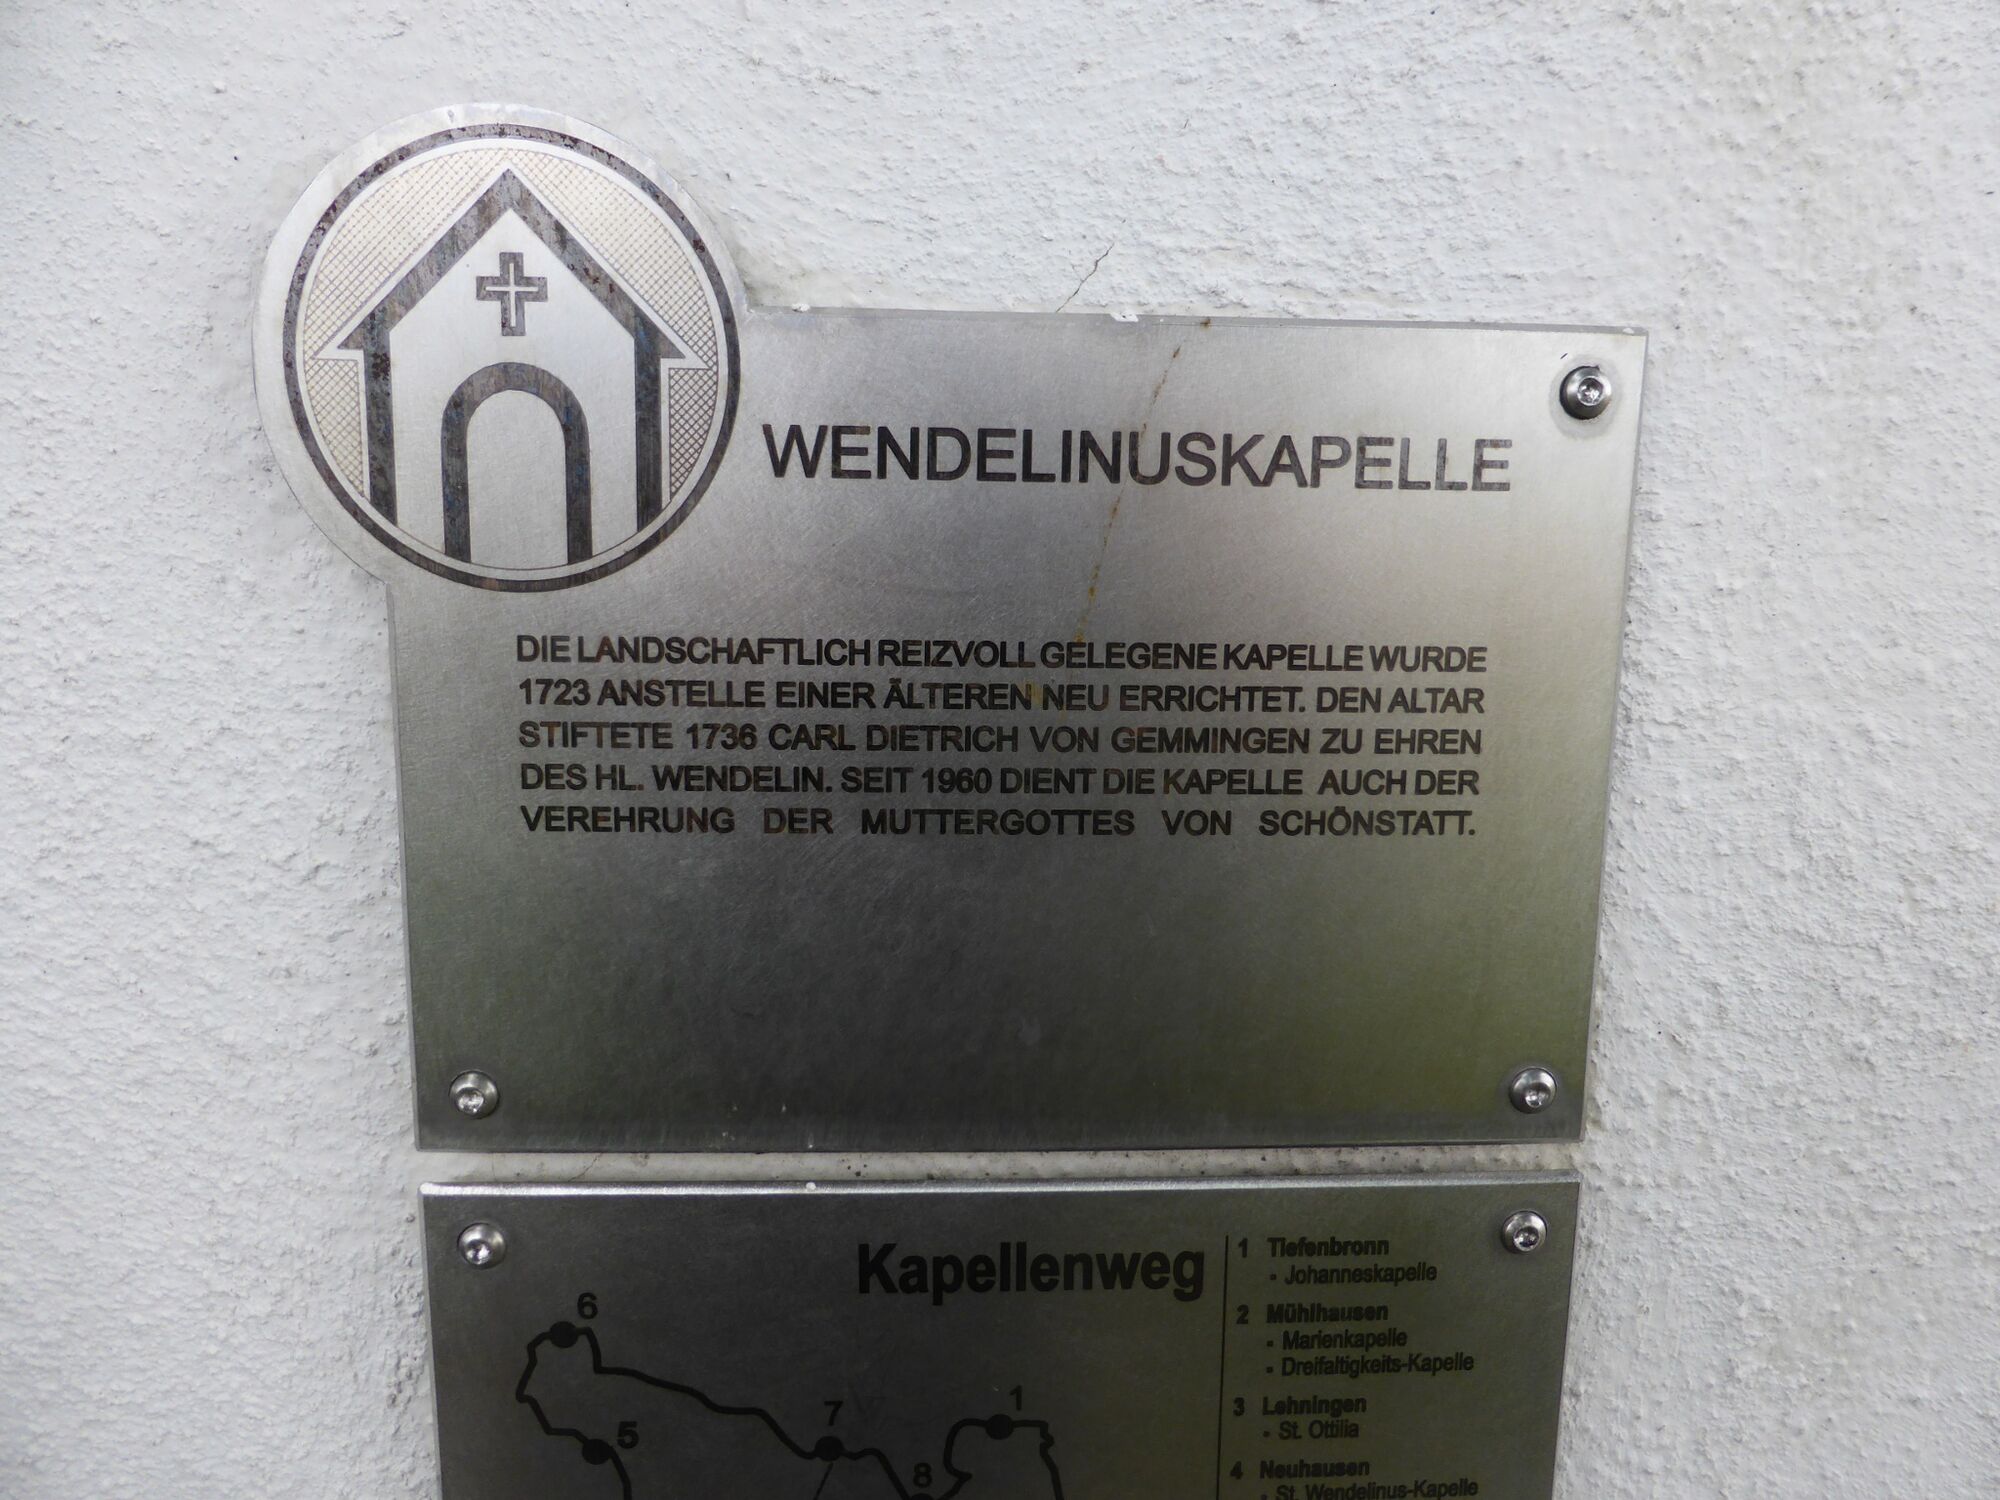 WENDELINUSKAPELLE
DIE LANDSCHAFTLICH REIZVOLL GELEGENE KAPELLE WURDE
1723 ANSTELLE EINER ÄLTEREN NEU ERRICHTET. DEN ALTAR
STIFTETE 1736 CARL DIETRICH VON GEMMINGEN ZU EHREN
DES HL. WENDELIN. SEIT 1960 DIENT DIE KAPELLE AUCH DER
VEREHRUNG DER MUTTERGOTTES VON SCHÖNSTATT.
Kapellenweg
6
5
7
8
1
1 Tiefenbronn
• Johanneskapelle
2 Mühlhausen
• Marienkapelle
• Dreifaltigkeits-Kapelle
3 Lehningen
• St. Ottilia
4 Neuhausen
• St. Wendelinus-Kapelle